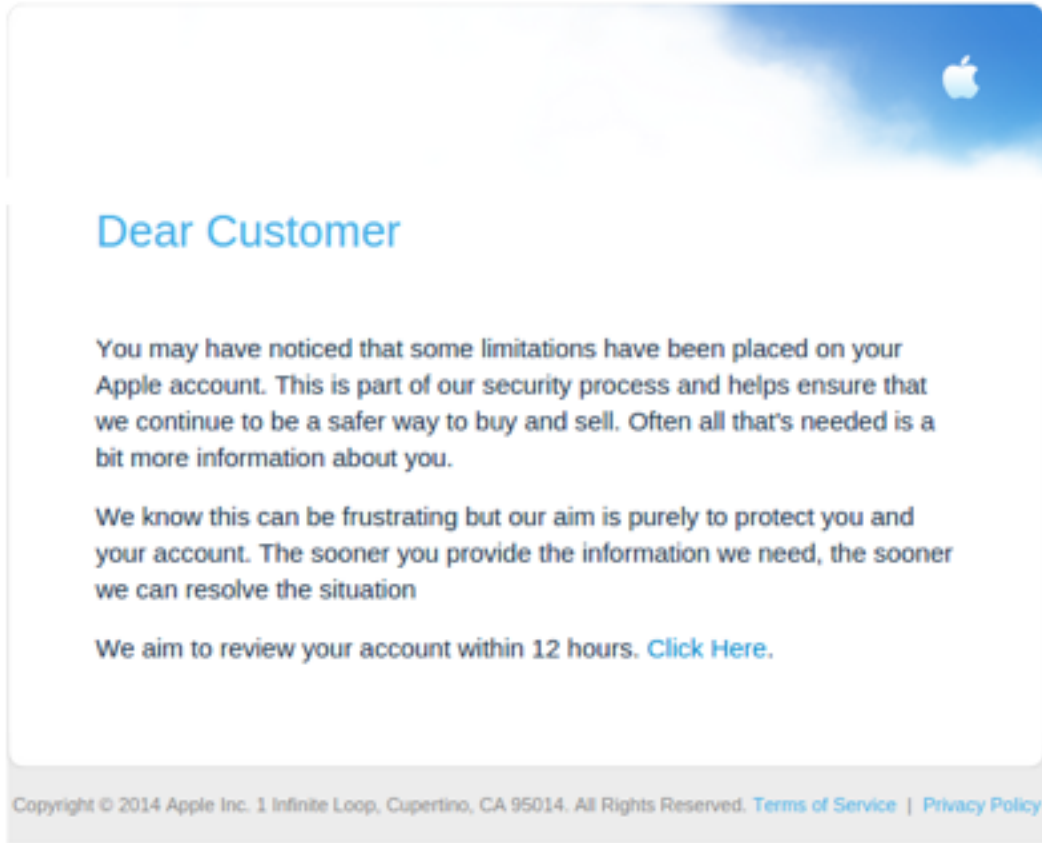 Dear Customer
You may have noticed that some limitations have been placed on your
Apple account. This is part of our security process and helps ensure that
we continue to be a safer way to buy and sell. Often all that's needed is a
bit more information about you.
We know this can be frustrating but our aim is purely to protect you and
your account. The sooner you provide the information we need, the sooner
we can resolve the situation
We aim to review your account within 12 hours. Click Here.
Copyright © 2014 Apple Inc. 1 Infinite Loop, Cupertino, CA 95014. All Rights Reserved. Terms of Service | Privacy Policy